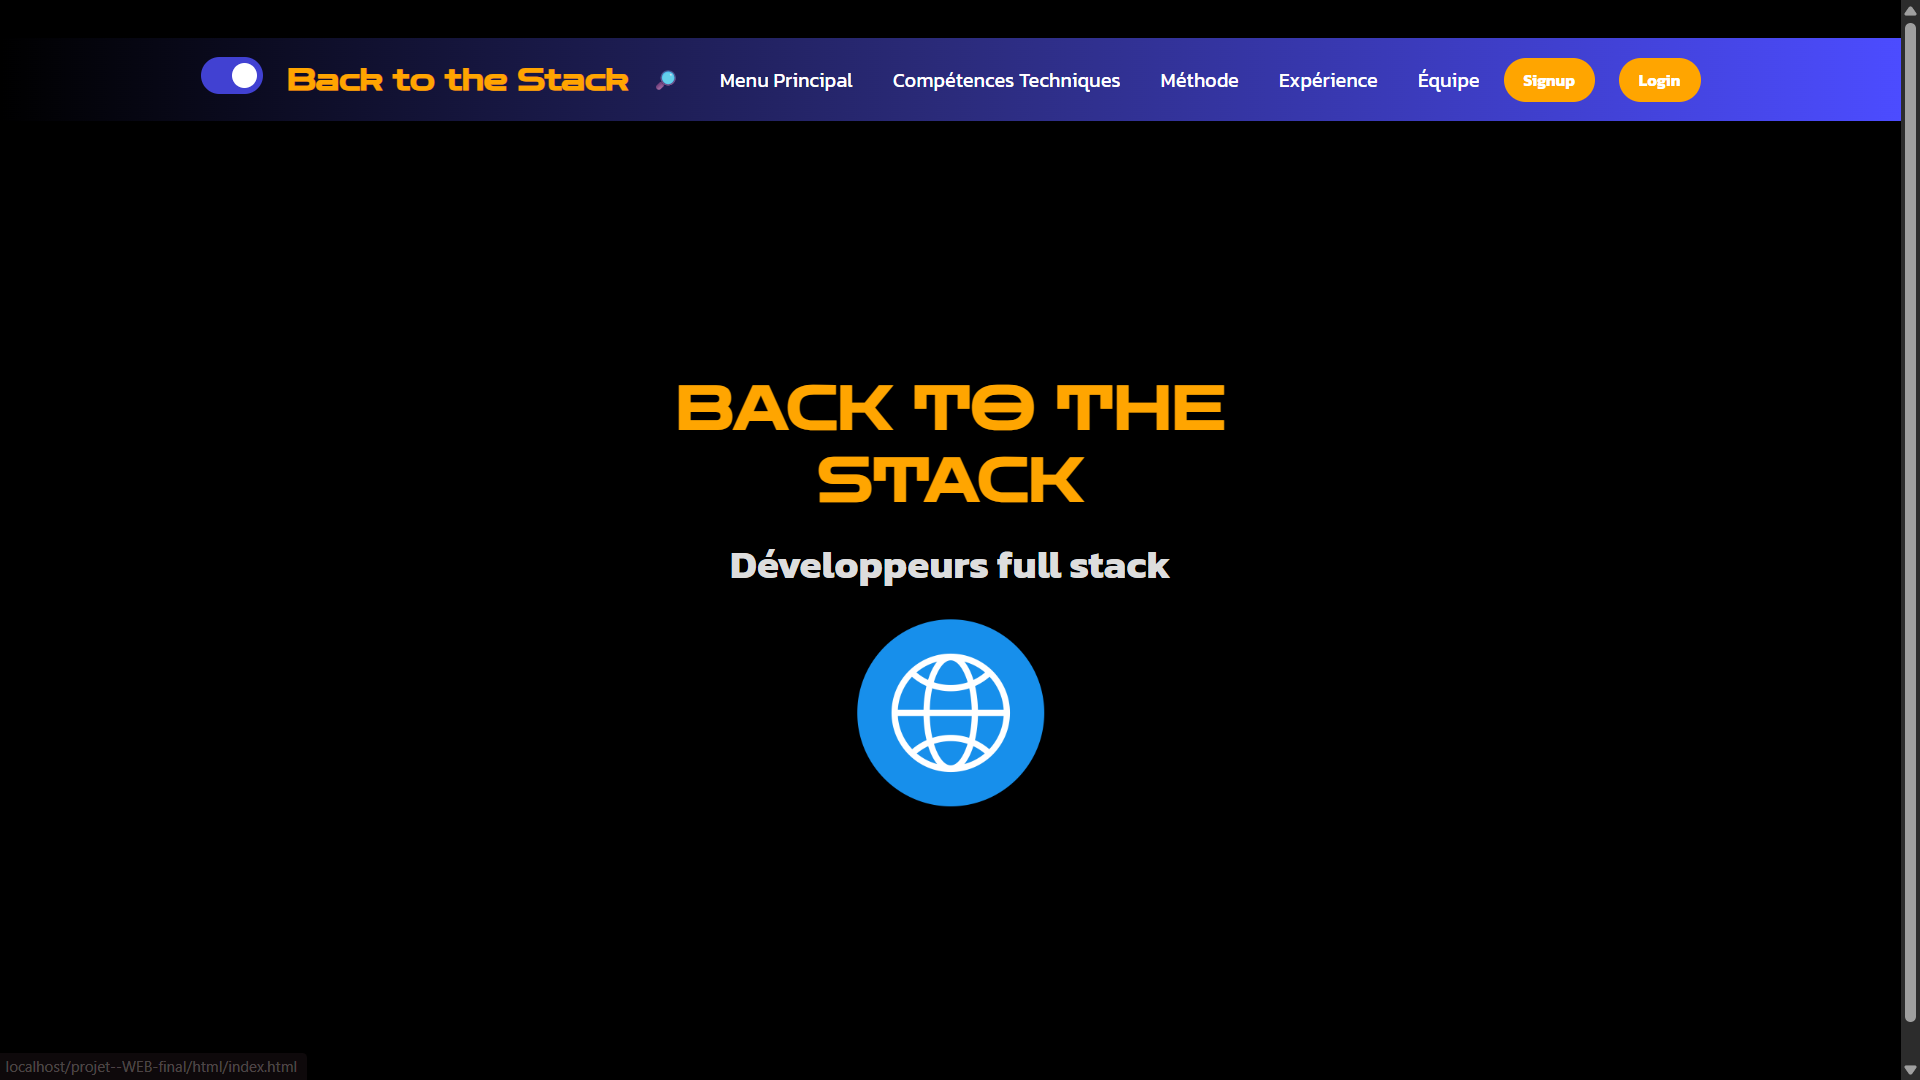 Back to the Stack
Menu Principal
Compétences Techniques
Méthode
Expérience
Équipe
Signup
Login
BACK TO THE
STACK
Développeurs full stack
localhost/projet--WEB-final/html/index.html